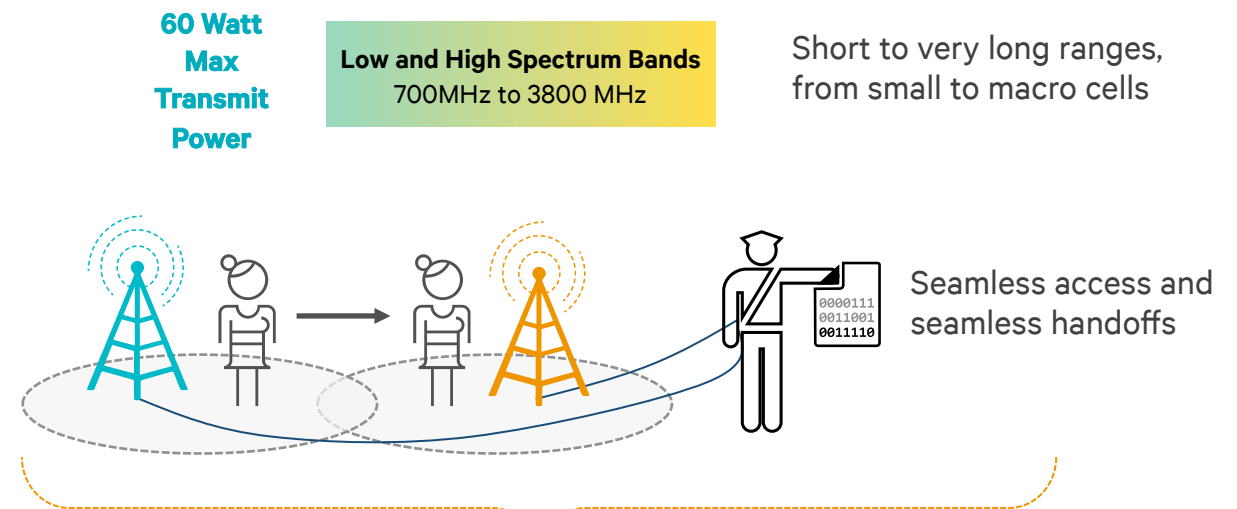 60 Watt
Max
Transmit
Power
Low and High Spectrum Bands
700MHz to 3800 MHz
Short to very long ranges,
from small to macro cells
0000111
0011001
0011110
Seamless access and
seamless handoffs